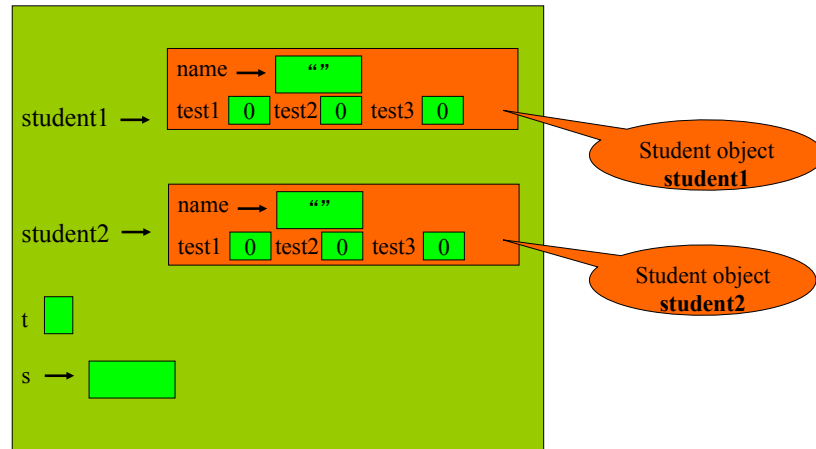 name “”
student1 test1 0 test2 0 test3 0
Student object
student1
name “”
student2 test1 0 test2 0 test3 0
Student object
student2
t
s